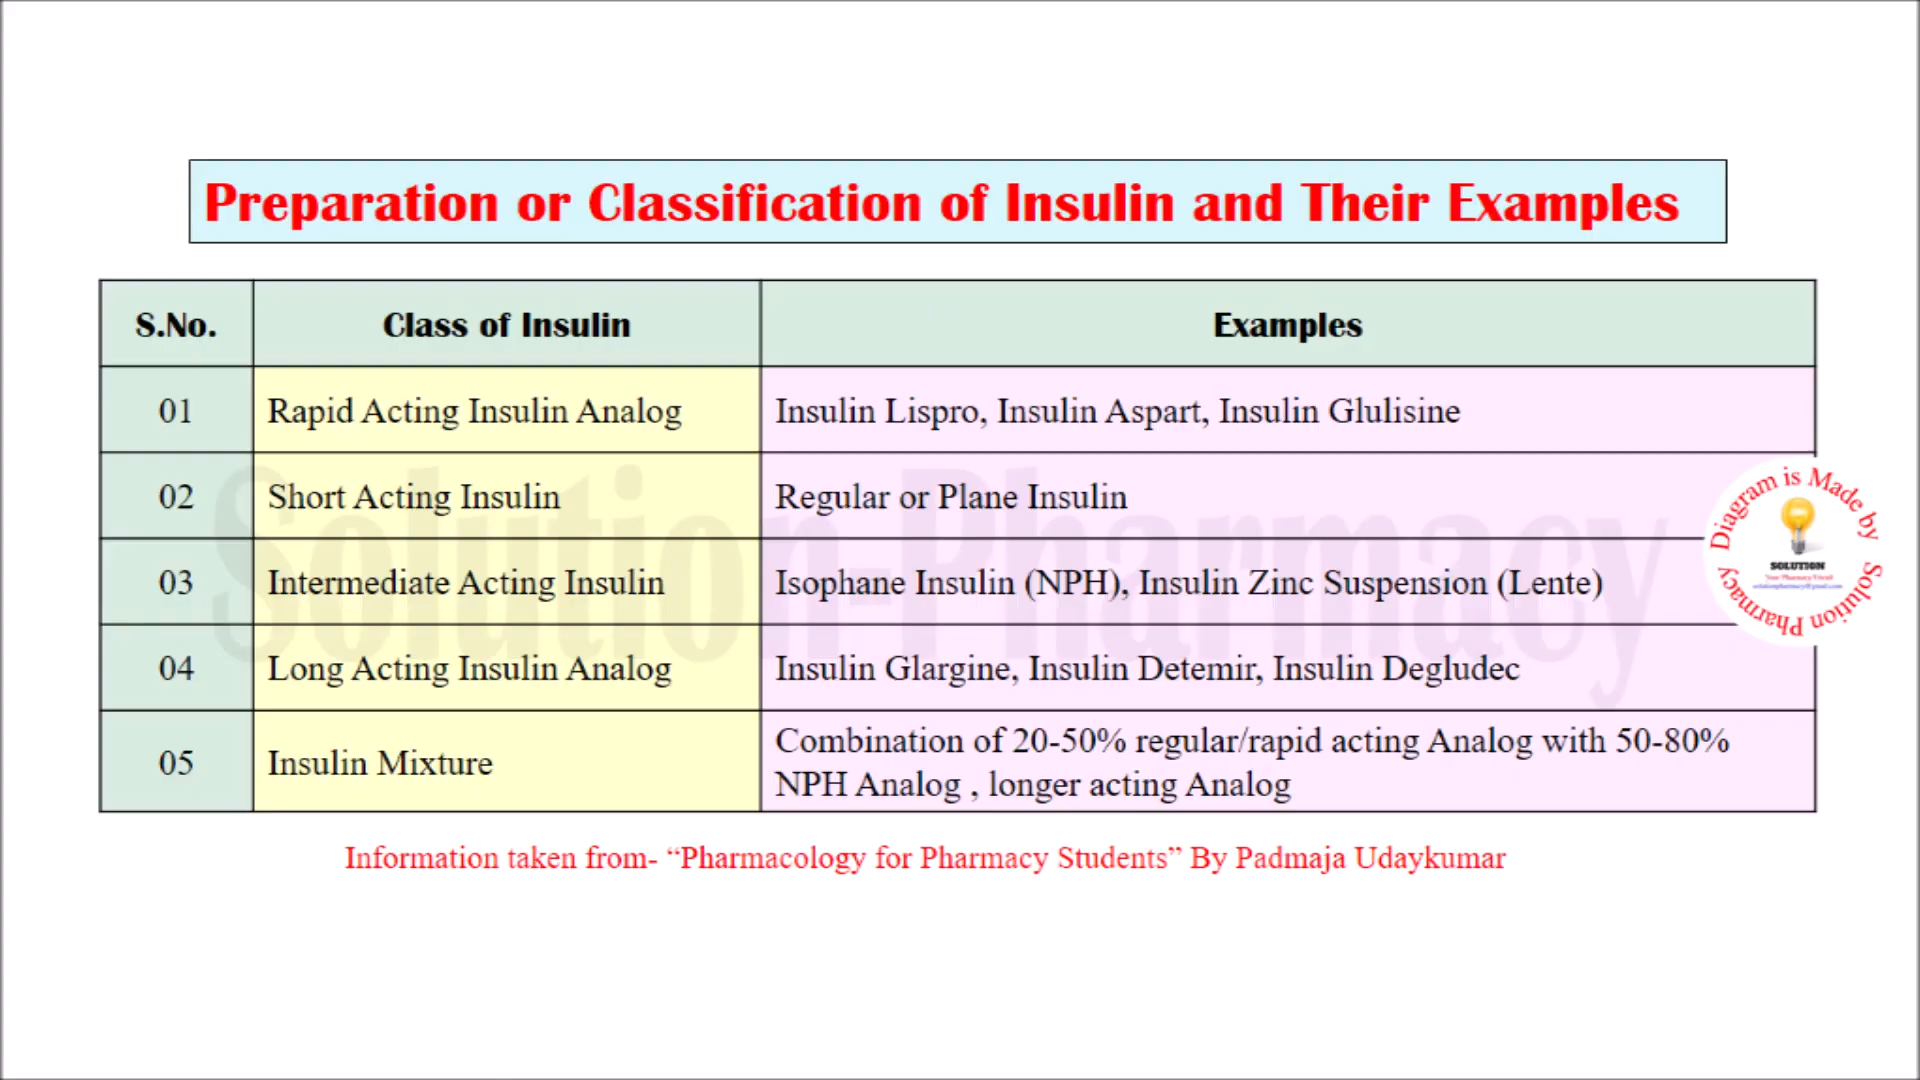 Preparation or Classification of Insulin and Their Examples
S.No. Class of Insulin Examples
01 Rapid Acting Insulin Analog Insulin Lispro, Insulin Aspart, Insulin Glulisine
02 Short Acting Insulin Regular or Plane Insulin
03 Intermediate Acting Insulin Isophane Insulin (NPH), Insulin Zinc Suspension (Lente)
04 Long Acting Insulin Analog Insulin Glargine, Insulin Detemir, Insulin Degludec
05 Insulin Mixture Combination of 20-50% regular/rapid acting Analog with 50-80%
NPH Analog , longer acting Analog
Solution-Pharmacy
Diagram is Made by Solution Pharmacy
SOLUTION
Your Pharmacy Friend
Information taken from- “Pharmacology for Pharmacy Students” By Padmaja Udaykumar